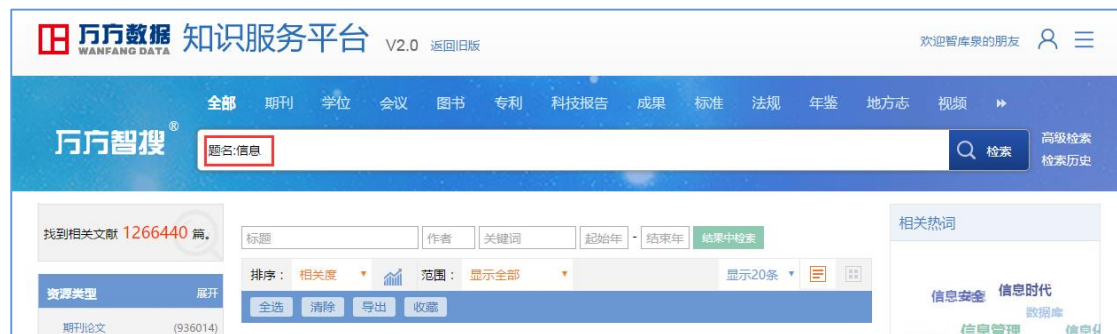 万方数据 WANFANG DATA 知识服务平台 V2.0 返回旧版 欢迎智库泉的朋友
全部 期刊 学位 会议 图书 专利 科技报告 成果 标准 法规 年鉴 地方志 视频
万方智搜® 题名:信息 检索 高级检索
检索历史
找到相关文献 1266440 篇。 标题 作者 关键词 起始年 - 结束年 结果中检索 相关热词
排序： 相关度 范围： 显示全部 显示20条
资源类型 展开 全选 清除 导出 收藏
信息安全 信息时代
数据库
期刊论文 (936014) 信息管理